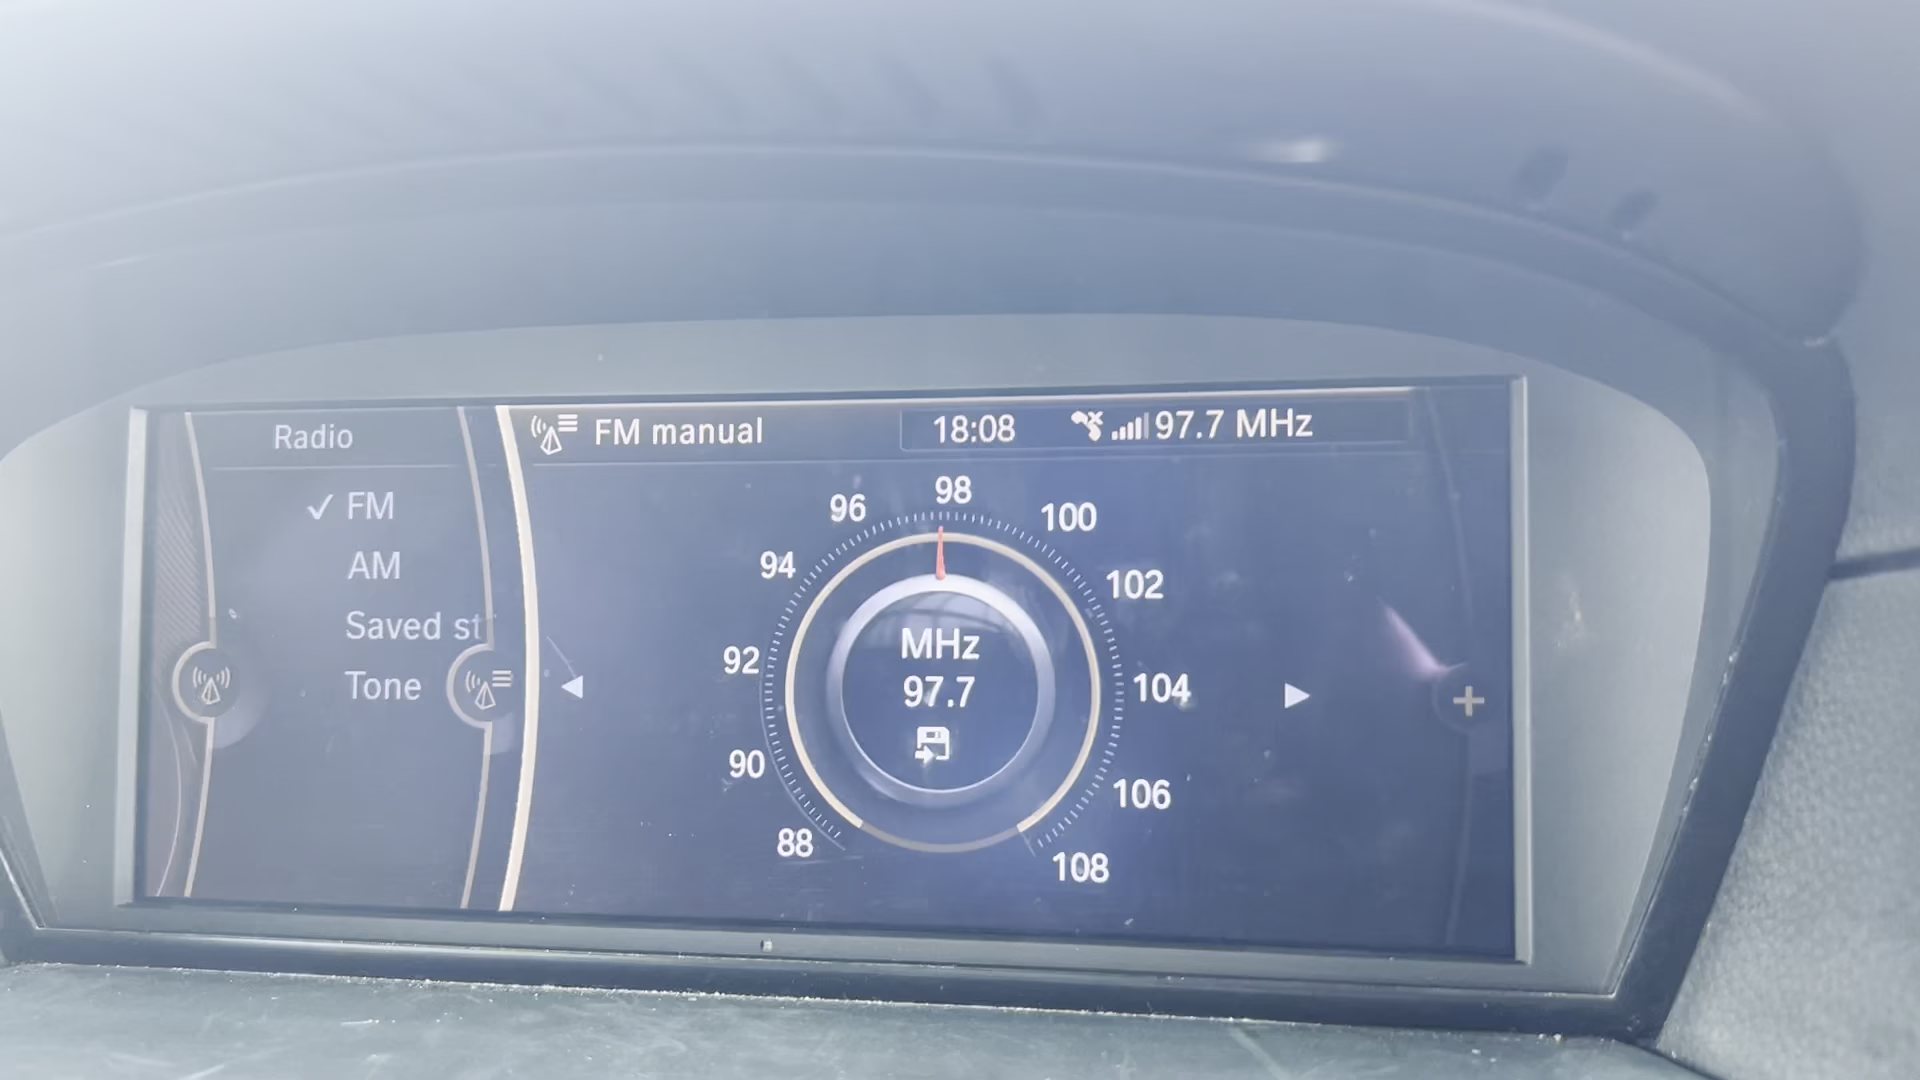 Radio
FM manual
18:08
97.7 MHz
✓ FM
AM
Saved st
Tone
88
90
92
94
96
98
100
102
104
106
108
MHz
97.7
+